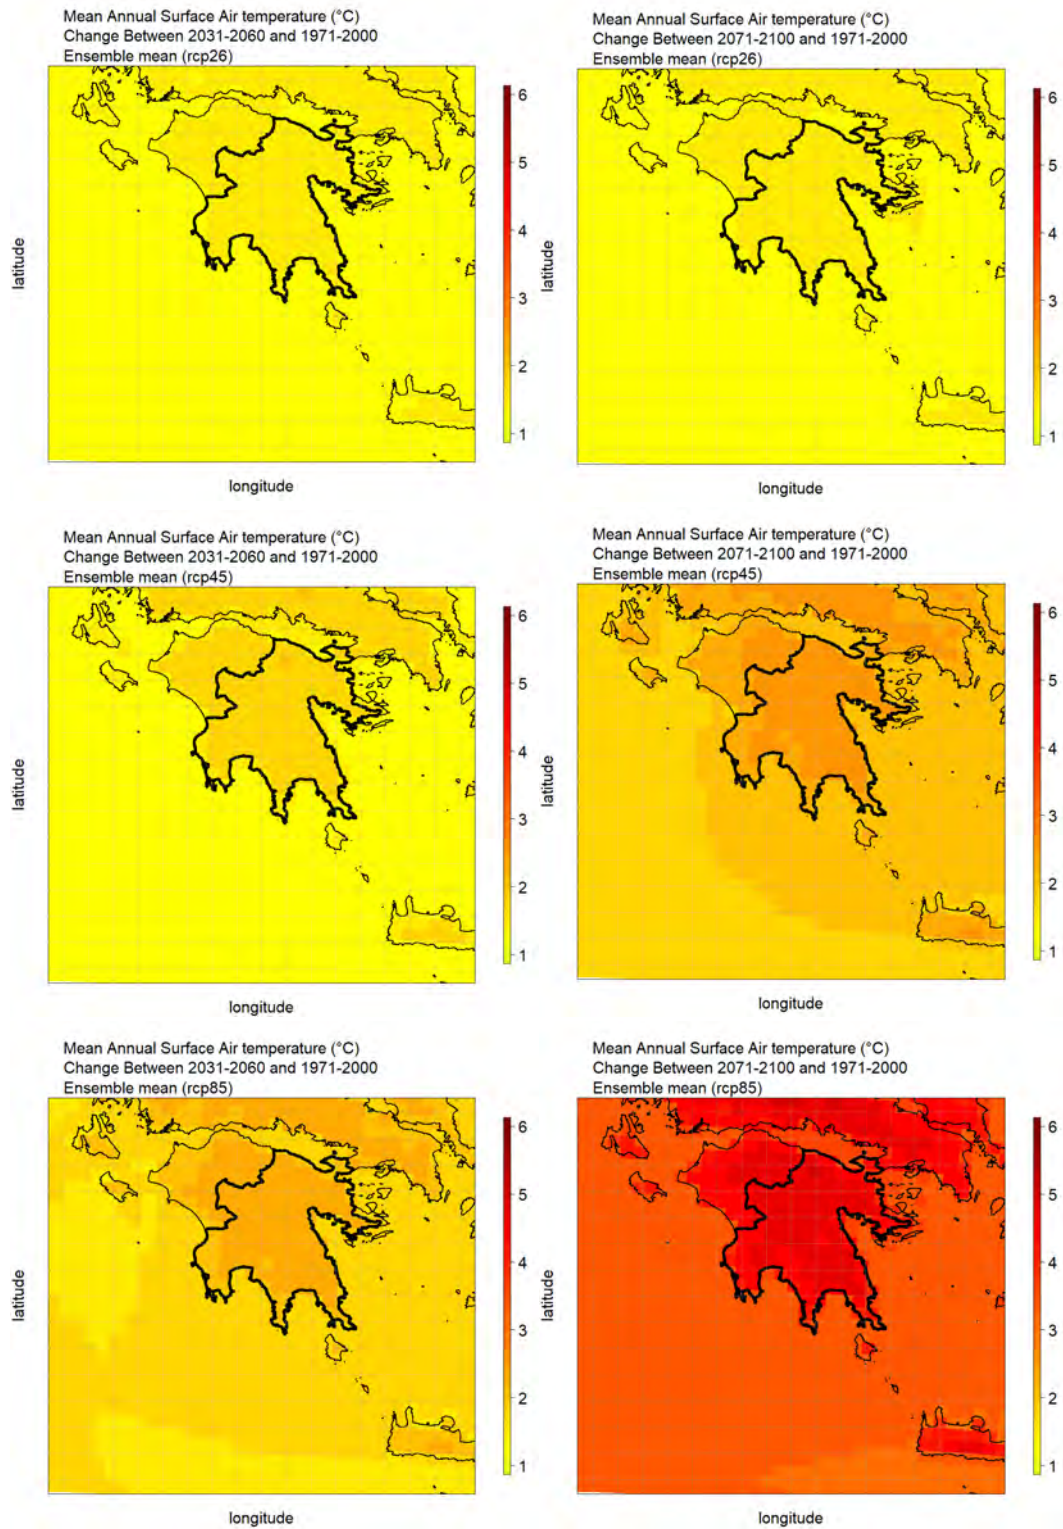 Mean Annual Surface Air temperature (°C)
Change Between 2031-2060 and 1971-2000
Ensemble mean (rcp26)
latitude
longitude
6
5
4
3
2
1
Mean Annual Surface Air temperature (°C)
Change Between 2071-2100 and 1971-2000
Ensemble mean (rcp26)
latitude
longitude
6
5
4
3
2
1
Mean Annual Surface Air temperature (°C)
Change Between 2031-2060 and 1971-2000
Ensemble mean (rcp45)
latitude
longitude
6
5
4
3
2
1
Mean Annual Surface Air temperature (°C)
Change Between 2071-2100 and 1971-2000
Ensemble mean (rcp45)
latitude
longitude
6
5
4
3
2
1
Mean Annual Surface Air temperature (°C)
Change Between 2031-2060 and 1971-2000
Ensemble mean (rcp85)
latitude
longitude
6
5
4
3
2
1
Mean Annual Surface Air temperature (°C)
Change Between 2071-2100 and 1971-2000
Ensemble mean (rcp85)
latitude
longitude
6
5
4
3
2
1